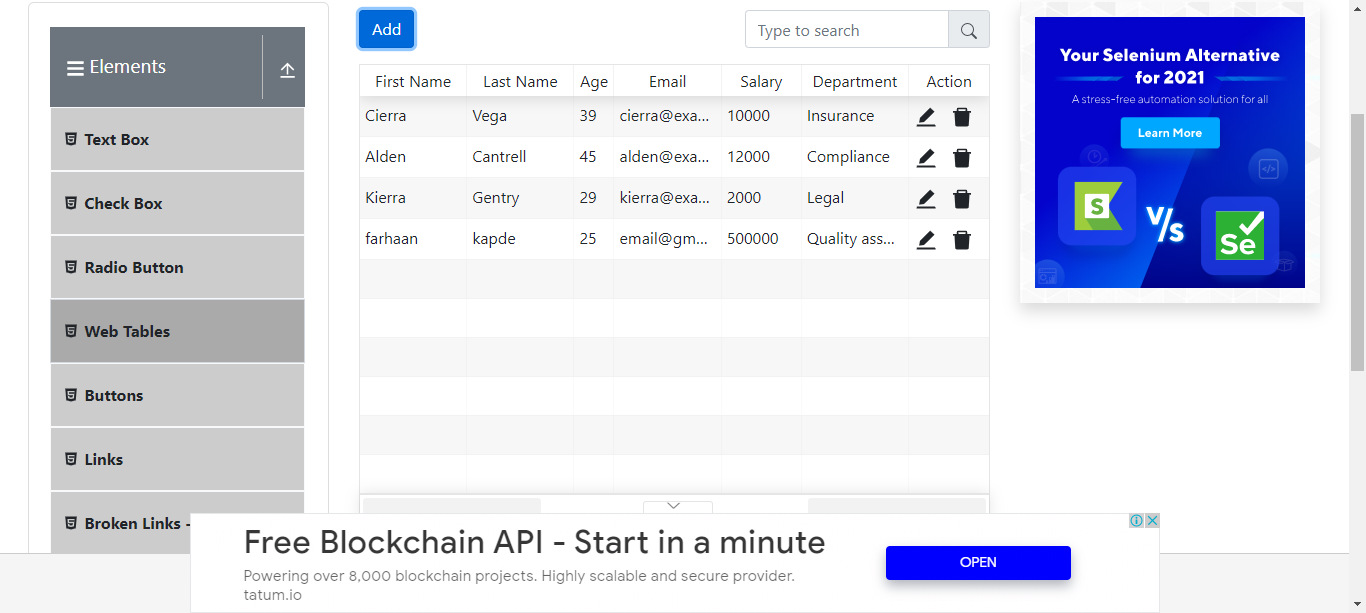 Elements
Text Box
Check Box
Radio Button
Web Tables
Buttons
Links
Broken Links -
Add
Type to search
First Name Last Name Age Email Salary Department Action
Cierra Vega 39 cierra@exa... 10000 Insurance
Alden Cantrell 45 alden@exa... 12000 Compliance
Kierra Gentry 29 kierra@exa... 2000 Legal
farhaan kapde 25 email@gm... 500000 Quality ass...
Your Selenium Alternative
for 2021
A stress-free automation solution for all
Learn More
S
V/s
Se
Free Blockchain API - Start in a minute
Powering over 8,000 blockchain projects. Highly scalable and secure provider.
tatum.io
OPEN